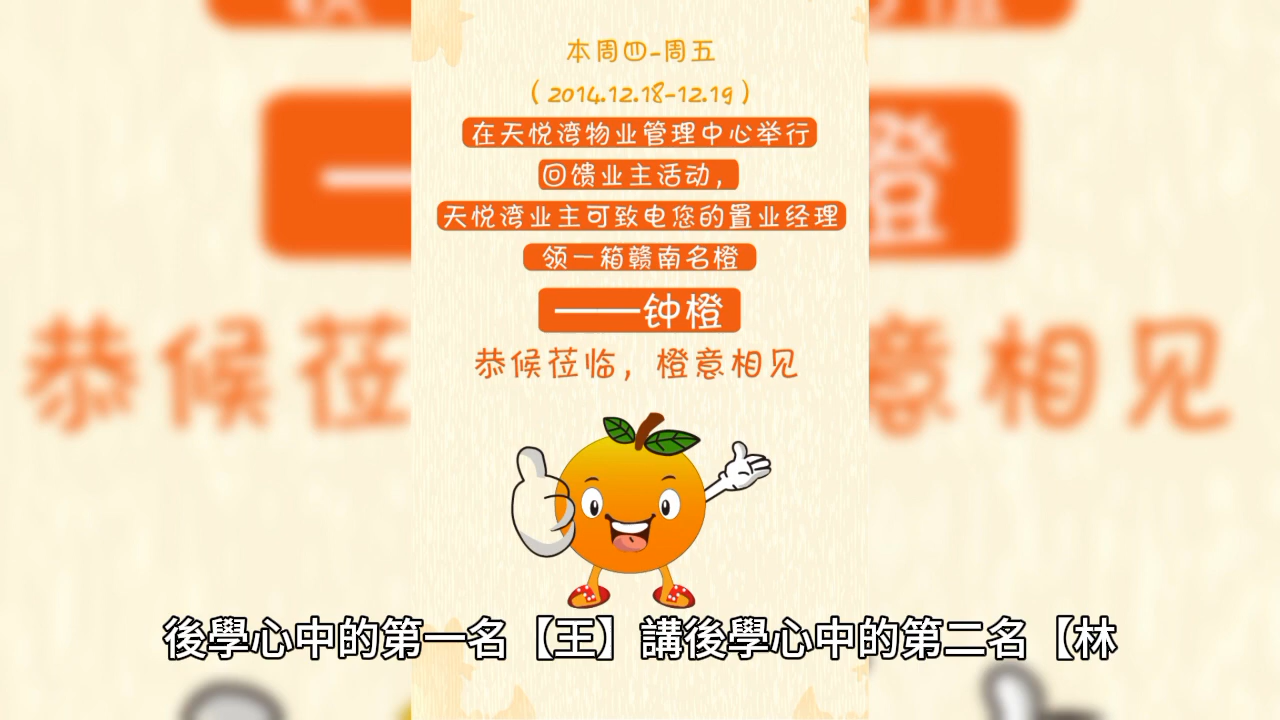 本周四-周五
（2014.12.18-12.19）
在天悦湾物业管理中心举行
回馈业主活动，
天悦湾业主可致电您的置业经理
领一箱赣南名橙
——钟橙
恭候莅临，橙意相见
後學心中的第一名【王】講後學心中的第二名【林